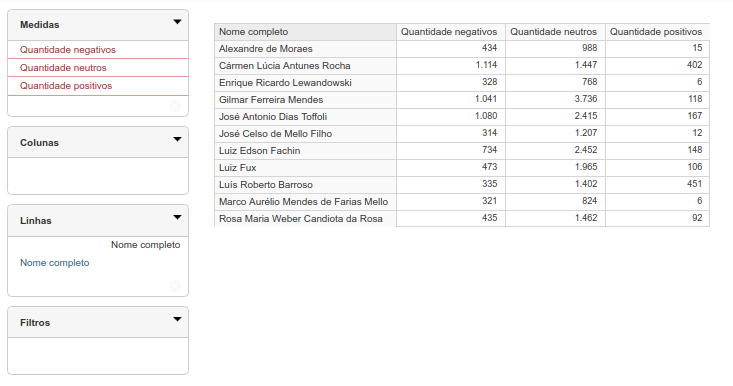 Medidas
Quantidade negativos
Quantidade neutros
Quantidade positivos
Colunas
Linhas
Nome completo
Nome completo
Filtros
Nome completo Quantidade negativos Quantidade neutros Quantidade positivos
Alexandre de Moraes 434 988 15
Cármen Lúcia Antunes Rocha 1.114 1.447 402
Enrique Ricardo Lewandowski 328 768 6
Gilmar Ferreira Mendes 1.041 3.736 118
José Antonio Dias Toffoli 1.080 2.415 167
José Celso de Mello Filho 314 1.207 12
Luiz Edson Fachin 734 2.452 148
Luiz Fux 473 1.965 106
Luís Roberto Barroso 335 1.402 451
Marco Aurélio Mendes de Farias Mello 321 824 6
Rosa Maria Weber Candiota da Rosa 435 1.462 92